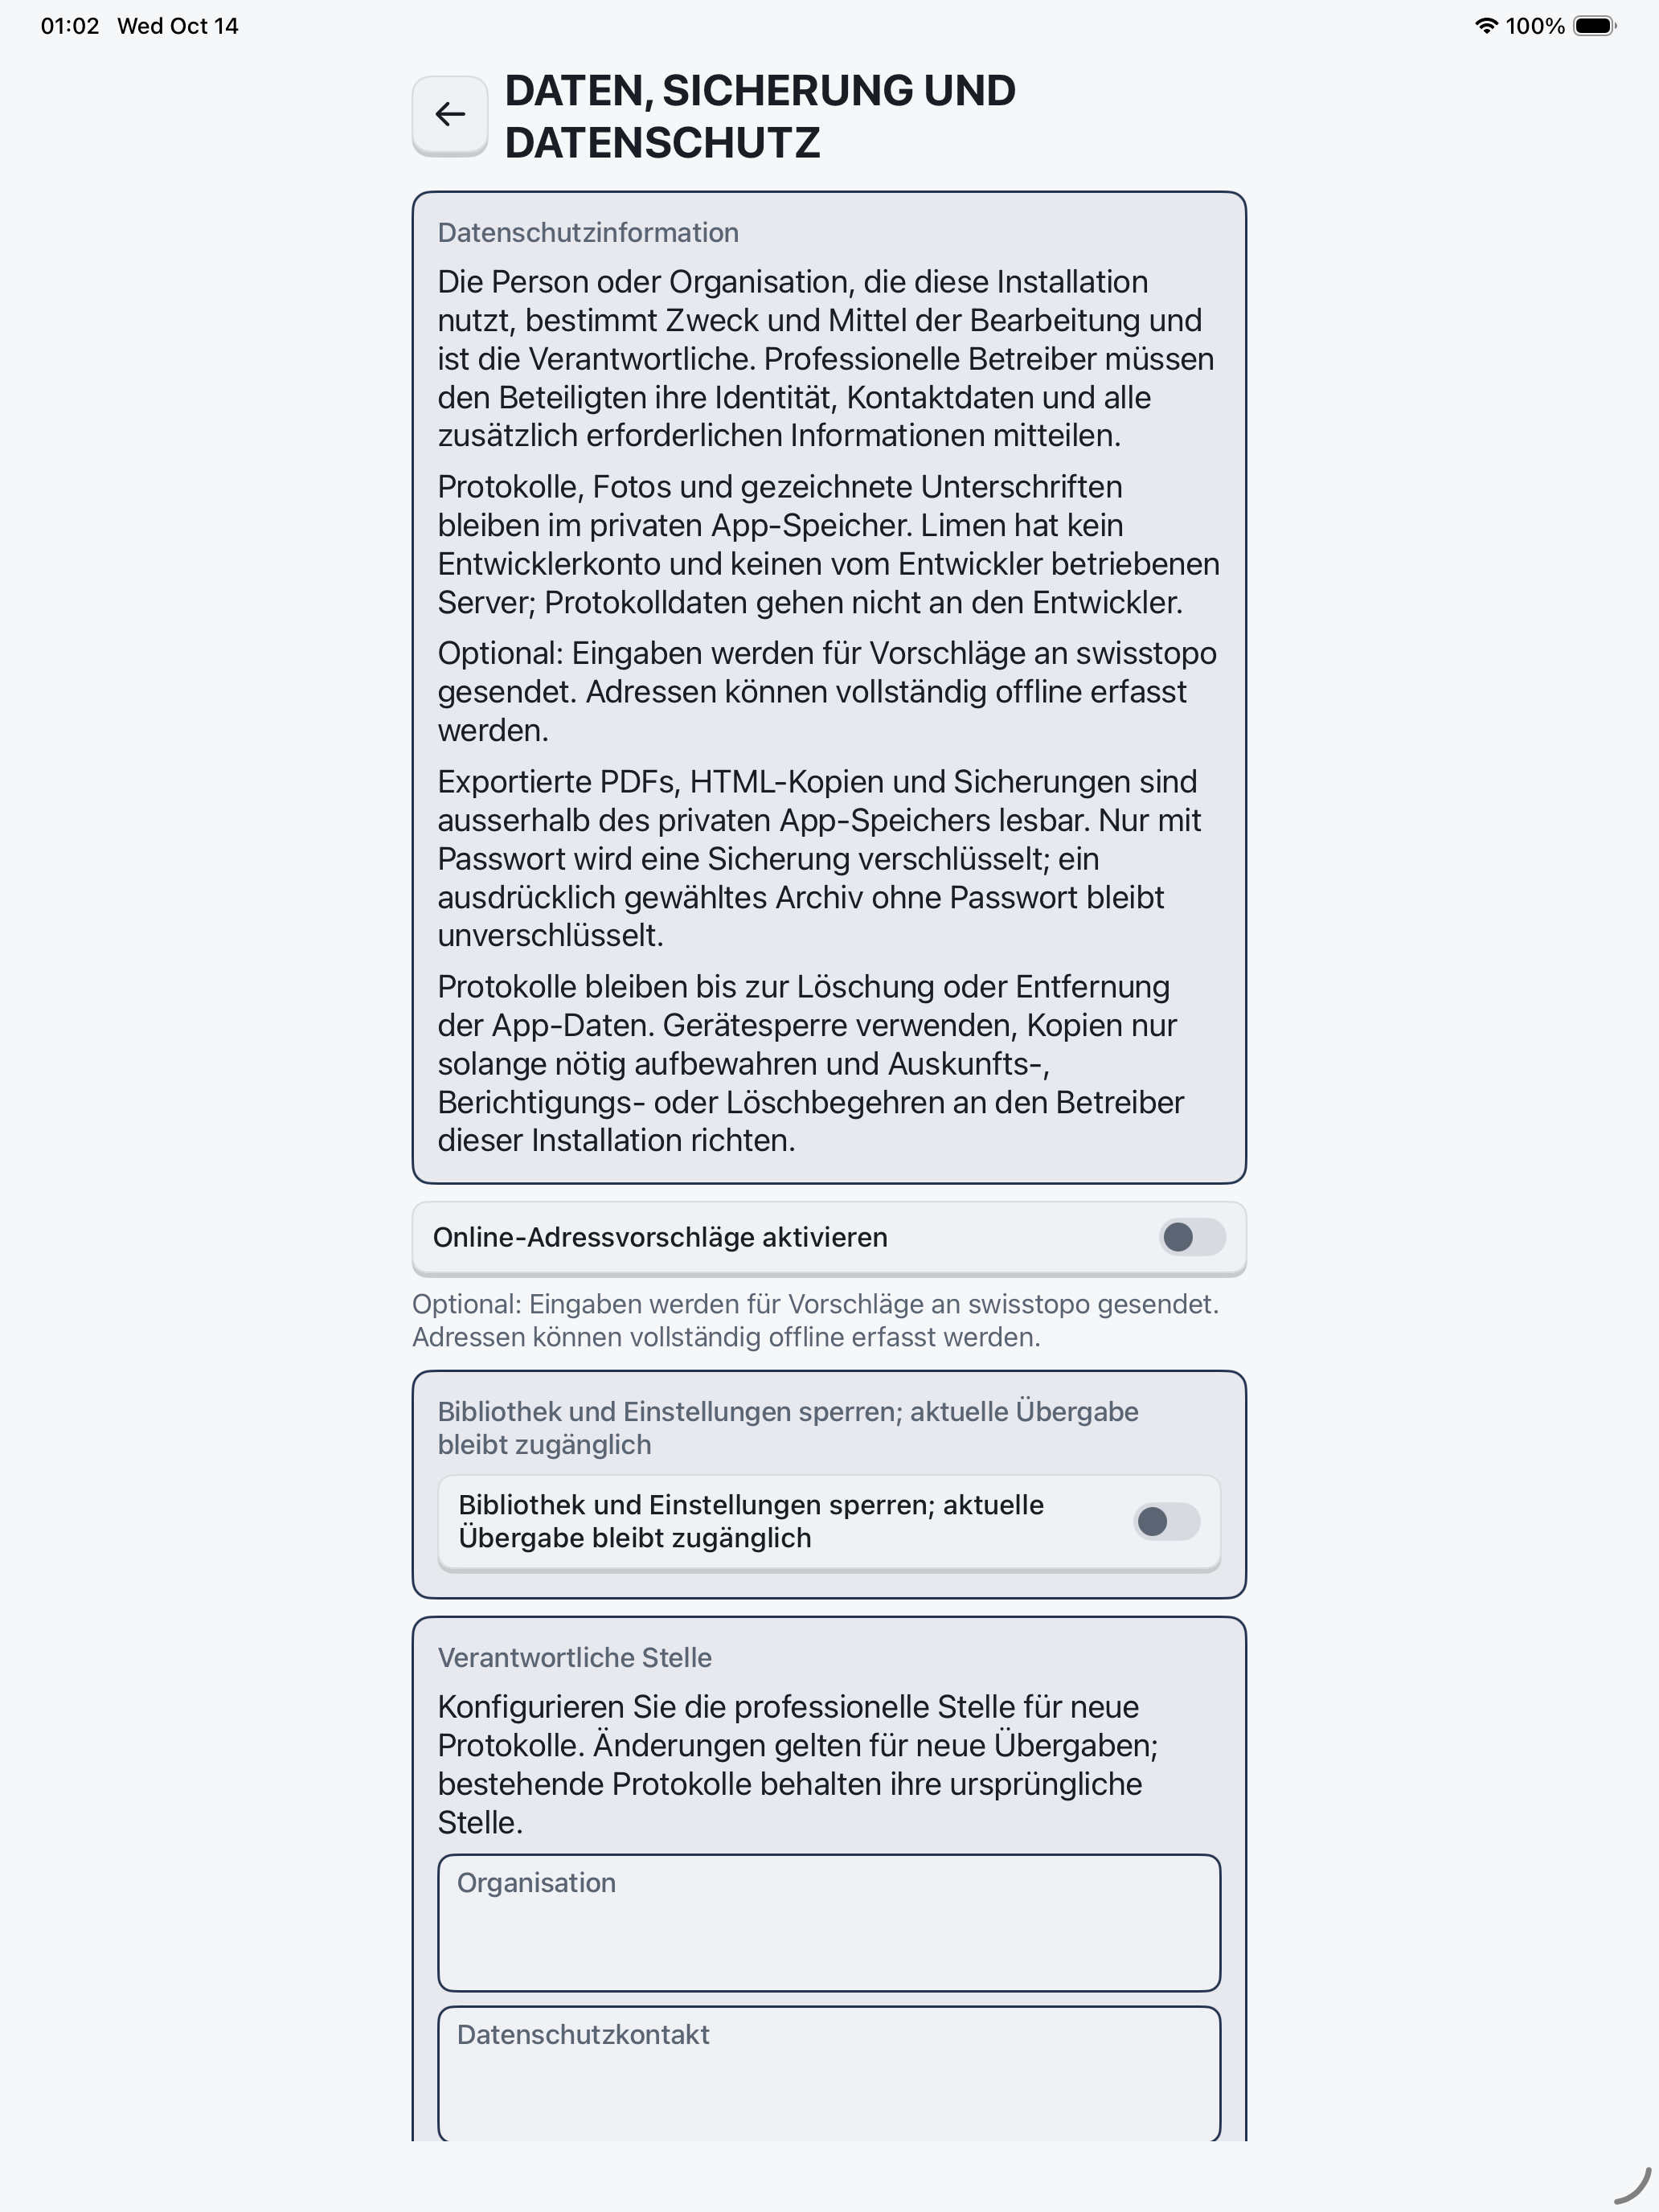 01:02 Wed Oct 14
100%
DATEN, SICHERUNG UND
DATENSCHUTZ
Datenschutzinformation
Die Person oder Organisation, die diese Installation
nutzt, bestimmt Zweck und Mittel der Bearbeitung und
ist die Verantwortliche. Professionelle Betreiber müssen
den Beteiligten ihre Identität, Kontaktdaten und alle
zusätzlich erforderlichen Informationen mitteilen.
Protokolle, Fotos und gezeichnete Unterschriften
bleiben im privaten App-Speicher. Limen hat kein
Entwicklerkonto und keinen vom Entwickler betriebenen
Server; Protokolldaten gehen nicht an den Entwickler.
Optional: Eingaben werden für Vorschläge an swisstopo
gesendet. Adressen können vollständig offline erfasst
werden.
Exportierte PDFs, HTML-Kopien und Sicherungen sind
ausserhalb des privaten App-Speichers lesbar. Nur mit
Passwort wird eine Sicherung verschlüsselt; ein
ausdrücklich gewähltes Archiv ohne Passwort bleibt
unverschlüsselt.
Protokolle bleiben bis zur Löschung oder Entfernung
der App-Daten. Gerätesperre verwenden, Kopien nur
solange nötig aufbewahren und Auskunfts-,
Berichtigungs- oder Löschbegehren an den Betreiber
dieser Installation richten.
Online-Adressvorschläge aktivieren
Optional: Eingaben werden für Vorschläge an swisstopo gesendet.
Adressen können vollständig offline erfasst werden.
Bibliothek und Einstellungen sperren; aktuelle Übergabe
bleibt zugänglich
Bibliothek und Einstellungen sperren; aktuelle
Übergabe bleibt zugänglich
Verantwortliche Stelle
Konfigurieren Sie die professionelle Stelle für neue
Protokolle. Änderungen gelten für neue Übergaben;
bestehende Protokolle behalten ihre ursprüngliche
Stelle.
Organisation
Datenschutzkontakt